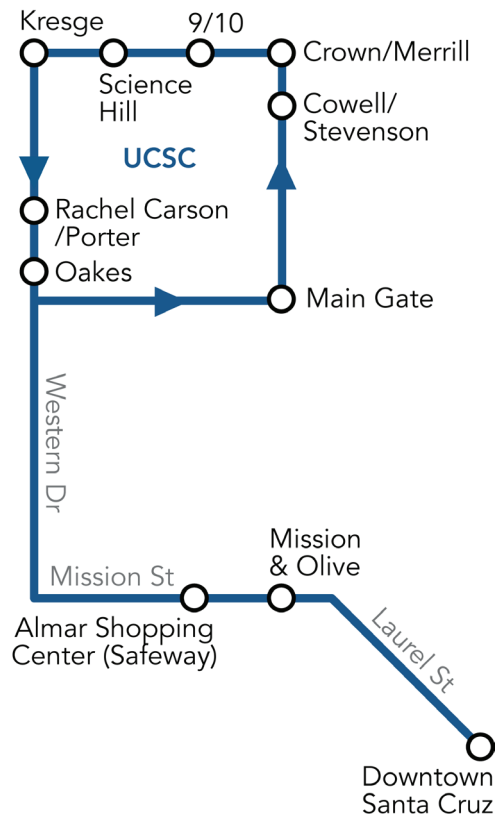 Kresge
9/10
Crown/Merrill
Science
Hill
Cowell/
Stevenson
UCSC
Rachel Carson
/Porter
Oakes
Main Gate
Western Dr
Mission
& Olive
Mission St
Almar Shopping
Center (Safeway)
Laurel St
Downtown
Santa Cruz